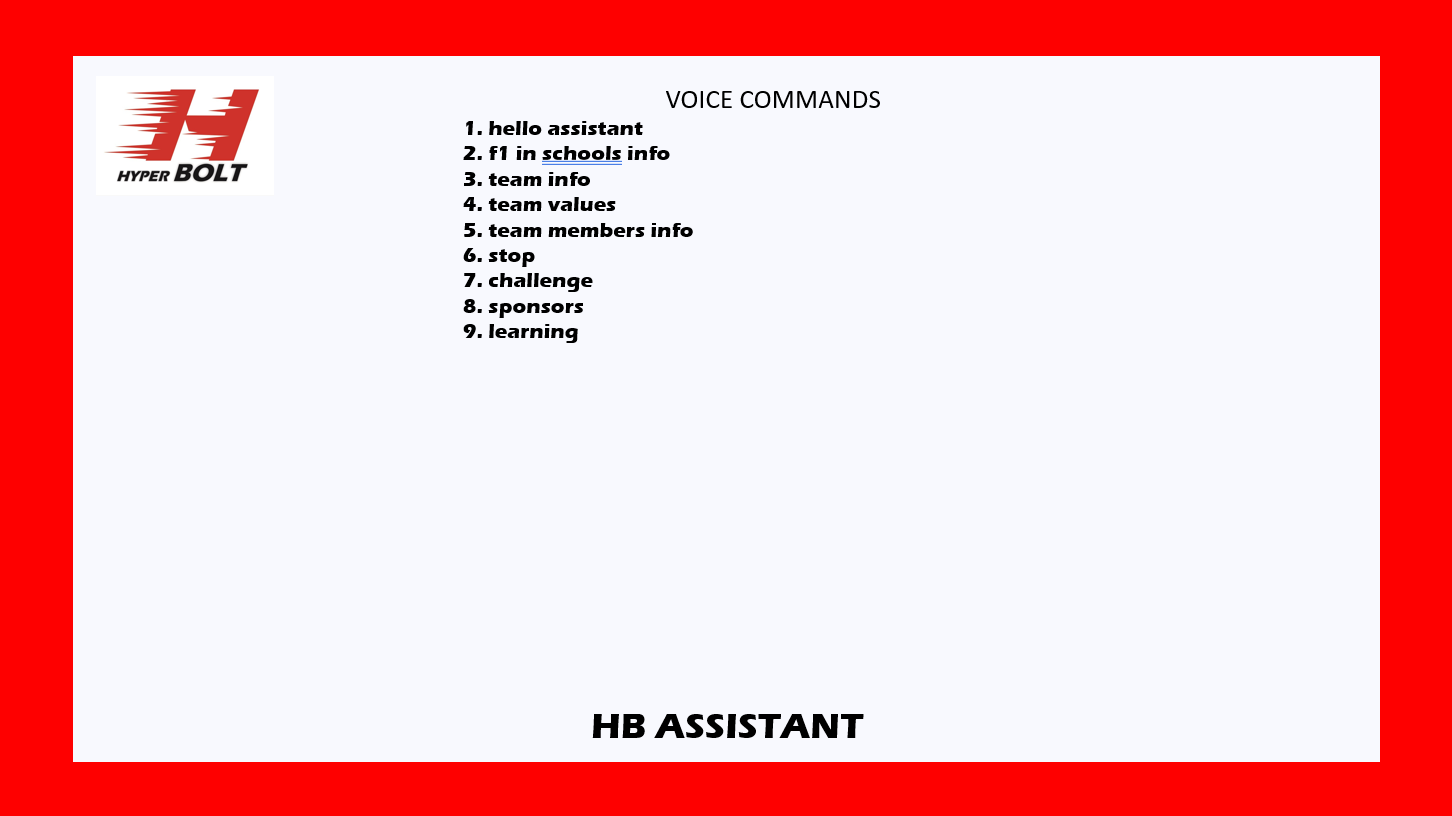 HYPER BOLT
VOICE COMMANDS
1. hello assistant
2. f1 in schools info
3. team info
4. team values
5. team members info
6. stop
7. challenge
8. sponsors
9. learning
HB ASSISTANT